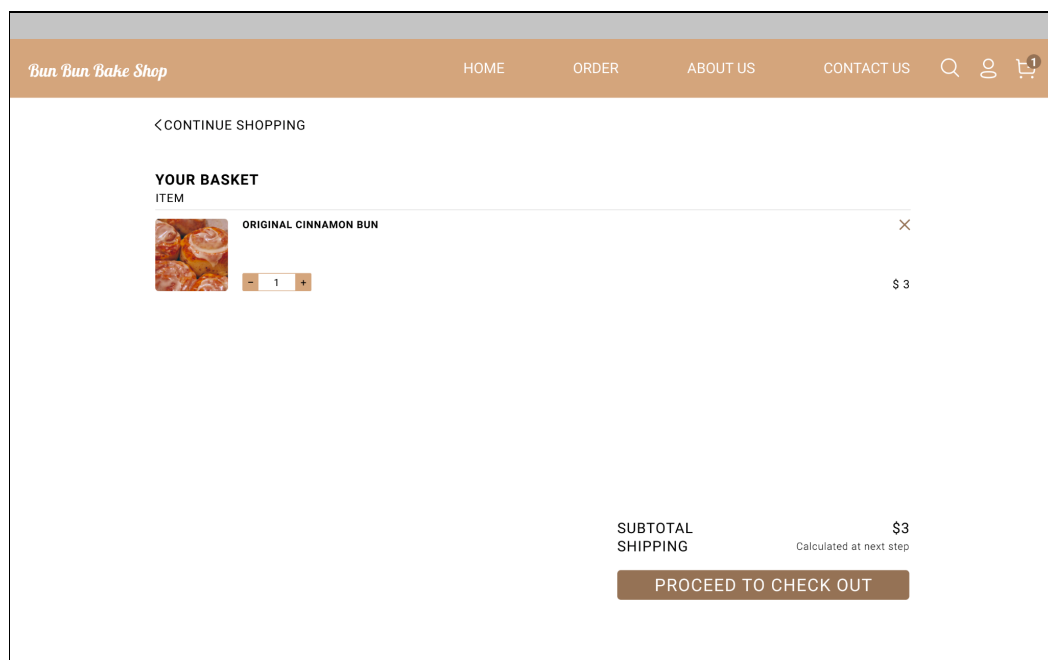 Bun Bun Bake Shop HOME ORDER ABOUT US CONTACT US 1
CONTINUE SHOPPING
YOUR BASKET
ITEM
ORIGINAL CINNAMON BUN
- 1 + $ 3
SUBTOTAL $3
SHIPPING Calculated at next step
PROCEED TO CHECK OUT